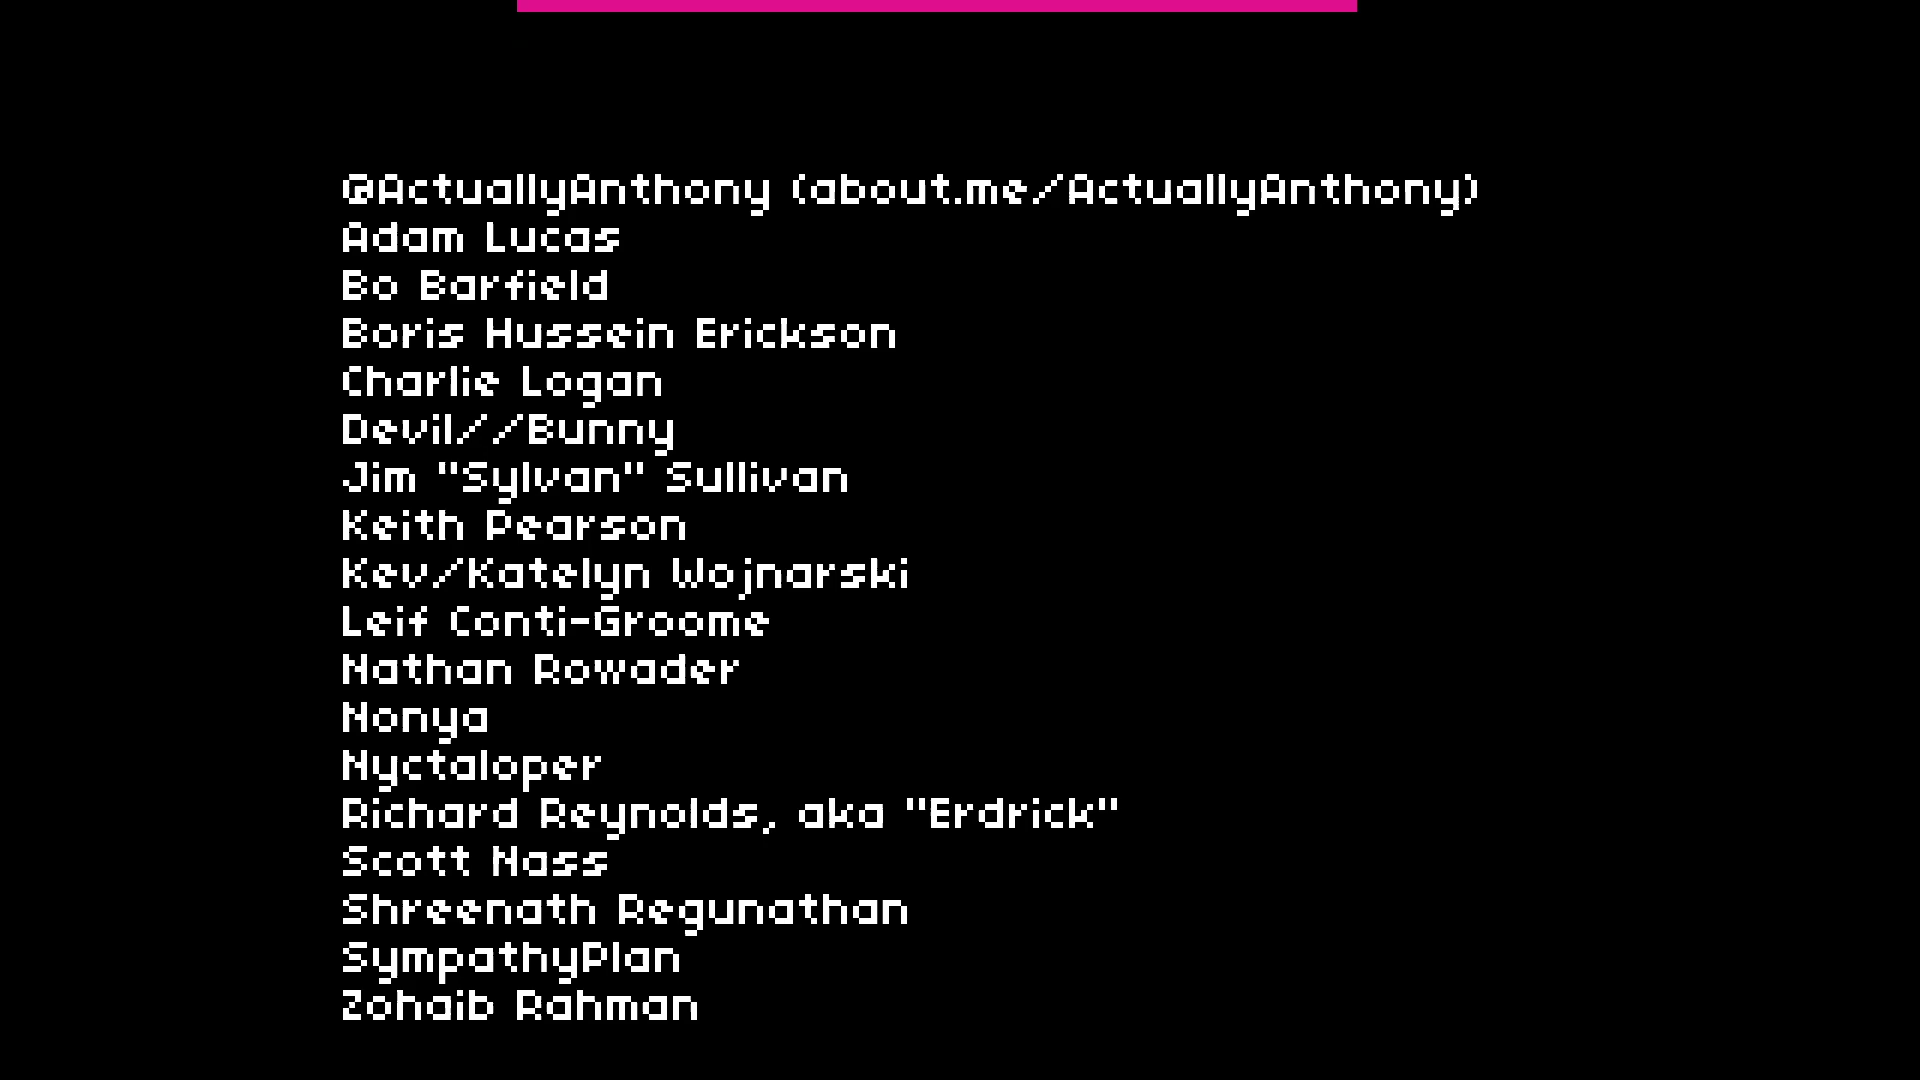 @ActuallyAnthony (about.me/ActuallyAnthony)
Adam Lucas
Bo Barfield
Boris Hussein Erickson
Charlie Logan
Devil//Bunny
Jim "Sylvan" Sullivan
Keith Pearson
Kev/Katelyn Wojnarski
Leif Conti-Groome
Nathan Rowader
Nonya
Nyctaloper
Richard Reynolds, aka "Erdrick"
Scott Nass
Shreenath Regunathan
SympathyPlan
Zohaib Rahman